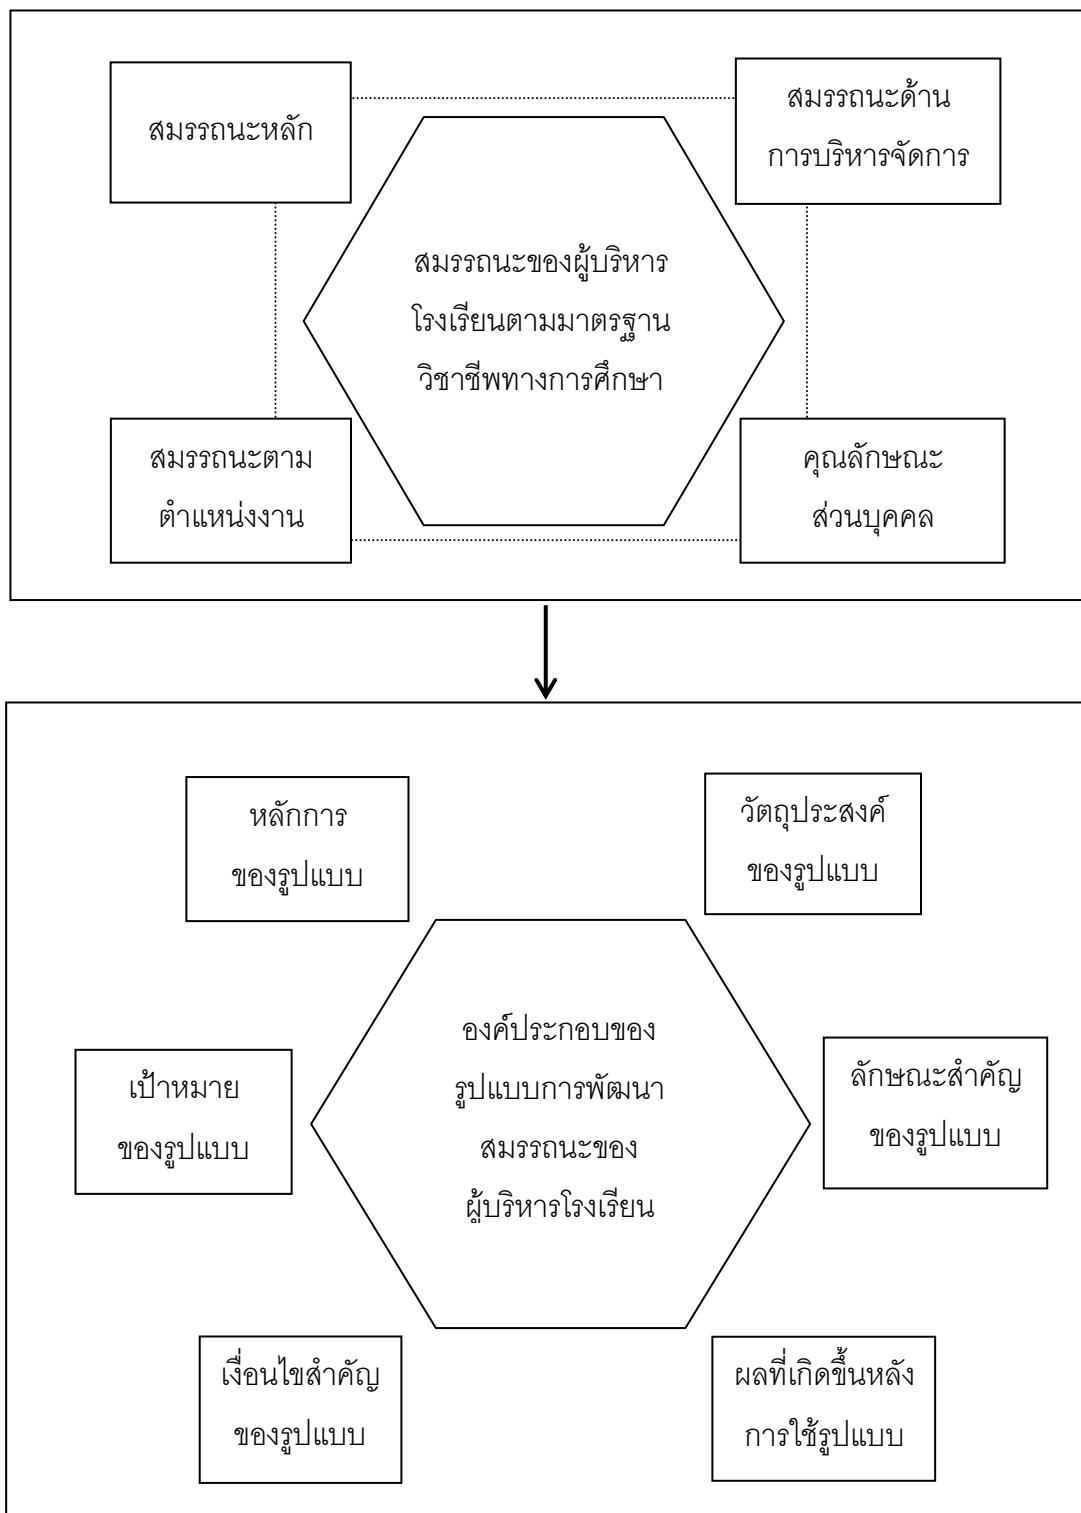 สมรรถนะหลัก
สมรรถนะด้าน
การบริหารจัดการ
สมรรถนะของผู้บริหาร
โรงเรียนตามมาตรฐาน
วิชาชีพทางการศึกษา
สมรรถนะตาม
ตำแหน่งงาน
คุณลักษณะ
ส่วนบุคคล
หลักการ
ของรูปแบบ
วัตถุประสงค์
ของรูปแบบ
องค์ประกอบของ
รูปแบบการพัฒนา
สมรรถนะของ
ผู้บริหารโรงเรียน
เป้าหมาย
ของรูปแบบ
ลักษณะสำคัญ
ของรูปแบบ
เงื่อนไขสำคัญ
ของรูปแบบ
ผลที่เกิดขึ้นหลัง
การใช้รูปแบบ